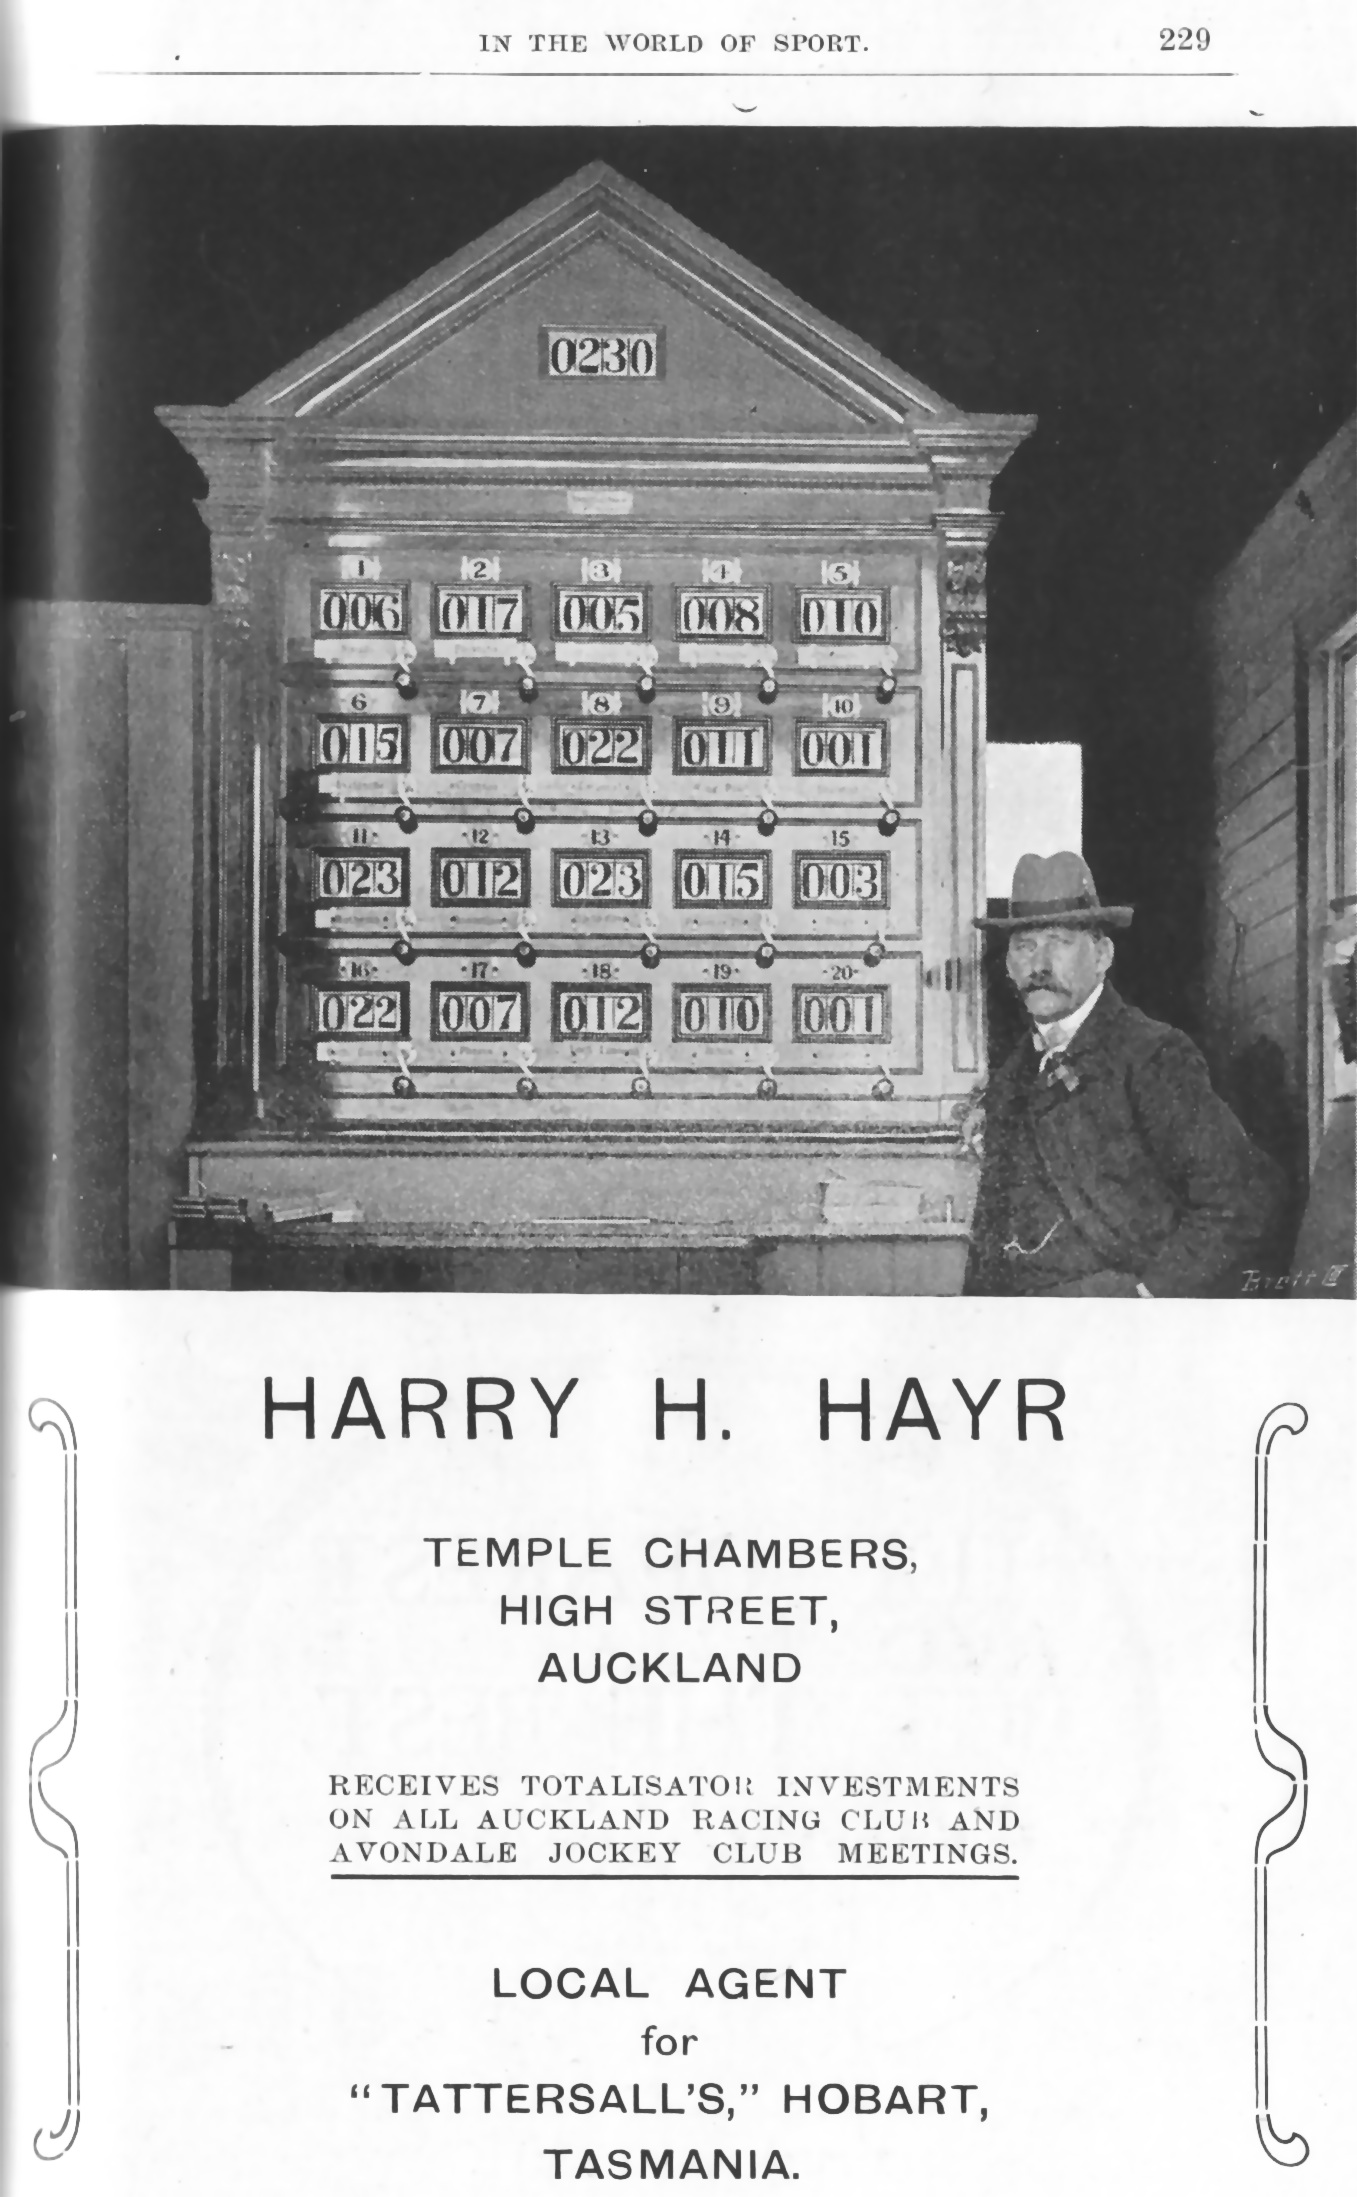 IN THE WORLD OF SPORT. 229
0230
1 2 3 4 5
006 017 005 008 010
6 7 8 9 10
015 007 022 011 001
11 12 13 14 15
023 012 023 015 003
16 17 18 19 20
022 007 012 010 001
HARRY H. HAYR
TEMPLE CHAMBERS,
HIGH STREET,
AUCKLAND
RECEIVES TOTALISATOR INVESTMENTS
ON ALL AUCKLAND RACING CLUB AND
AVONDALE JOCKEY CLUB MEETINGS.
LOCAL AGENT
for
"TATTERSALL'S," HOBART,
TASMANIA.